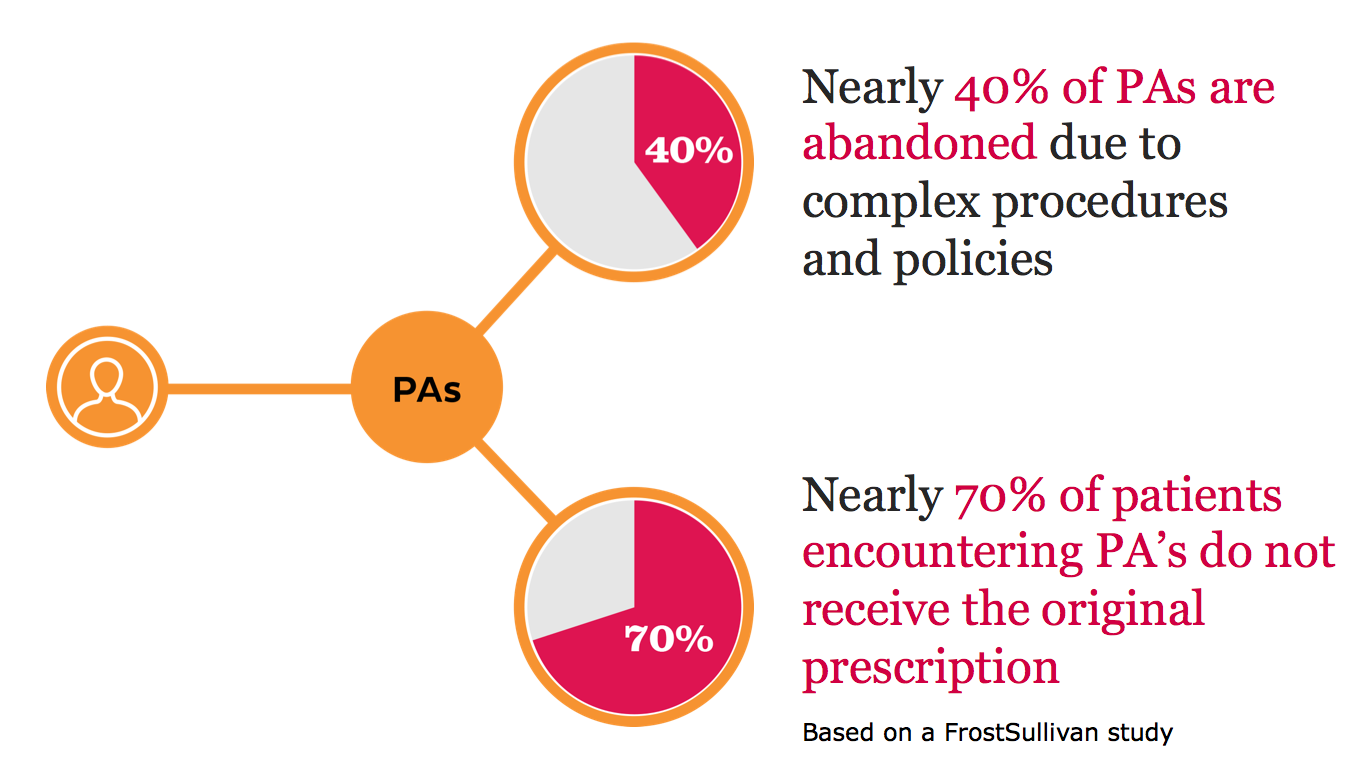 40%
Nearly 40% of PAs are
abandoned due to
complex procedures
and policies
PAs
70%
Nearly 70% of patients
encountering PA’s do not
receive the original
prescription
Based on a FrostSullivan study